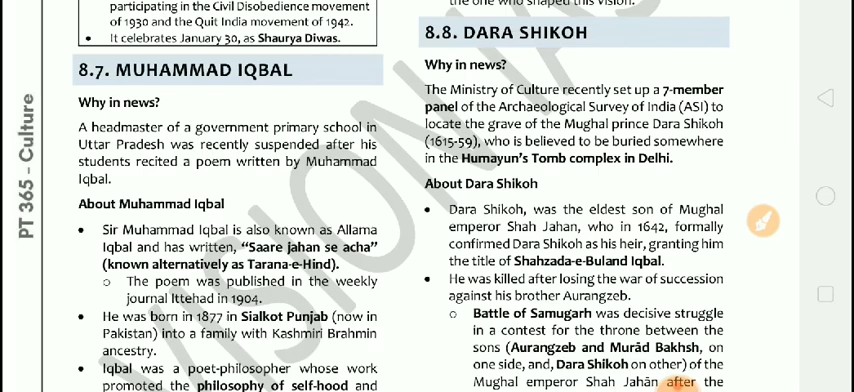 participating in the Civil Disobedience movement
of 1930 and the Quit India movement of 1942.
• It celebrates January 30, as Shaurya Diwas.
8.7. MUHAMMAD IQBAL
Why in news?
A headmaster of a government primary school in
Uttar Pradesh was recently suspended after his
students recited a poem written by Muhammad
Iqbal.
About Muhammad Iqbal
• Sir Muhammad Iqbal is also known as Allama
Iqbal and has written, “Saare jahan se acha”
(known alternatively as Tarana-e-Hind).
o The poem was published in the weekly
journal Ittehad in 1904.
• He was born in 1877 in Sialkot Punjab (now in
Pakistan) into a family with Kashmiri Brahmin
ancestry.
• Iqbal was a poet-philosopher whose work
promoted the philosophy of self-hood and
the one who shaped this vision.
8.8. DARA SHIKOH
Why in news?
The Ministry of Culture recently set up a 7-member
panel of the Archaeological Survey of India (ASI) to
locate the grave of the Mughal prince Dara Shikoh
(1615-59), who is believed to be buried somewhere
in the Humayun’s Tomb complex in Delhi.
About Dara Shikoh
• Dara Shikoh, was the eldest son of Mughal
emperor Shah Jahan, who in 1642, formally
confirmed Dara Shikoh as his heir, granting him
the title of Shahzada-e-Buland Iqbal.
• He was killed after losing the war of succession
against his brother Aurangzeb.
o Battle of Samugarh was decisive struggle
in a contest for the throne between the
sons (Aurangzeb and Murād Bakhsh, on
one side, and, Dara Shikoh on other) of the
Mughal emperor Shah Jahān after the
PT 365 - Culture
VISION IAS